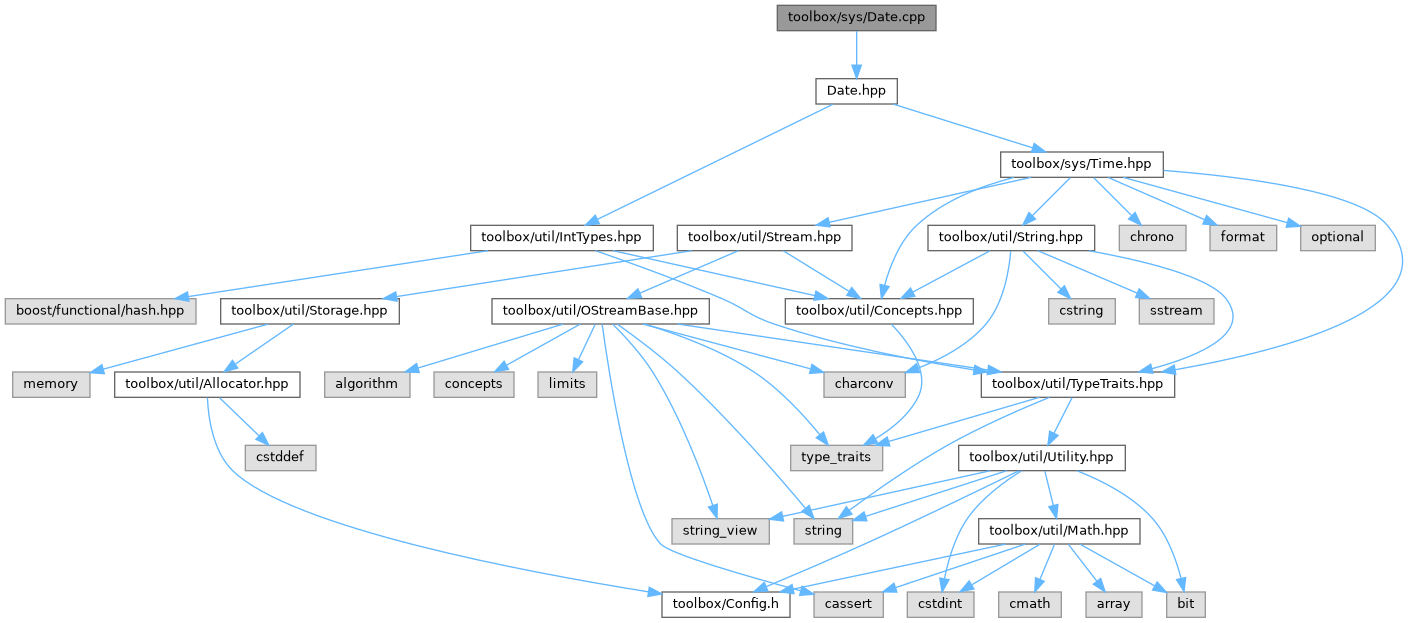 toolbox/sys/Date.cpp
Date.hpp
toolbox/sys/Time.hpp
toolbox/util/IntTypes.hpp
toolbox/util/Stream.hpp
toolbox/util/String.hpp
chrono
format
optional
boost/functional/hash.hpp
toolbox/util/Storage.hpp
toolbox/util/OStreamBase.hpp
toolbox/util/Concepts.hpp
cstring
sstream
memory
toolbox/util/Allocator.hpp
algorithm
concepts
limits
charconv
toolbox/util/TypeTraits.hpp
cstddef
type_traits
toolbox/util/Utility.hpp
string_view
string
toolbox/util/Math.hpp
toolbox/Config.h
cassert
cstdint
cmath
array
bit